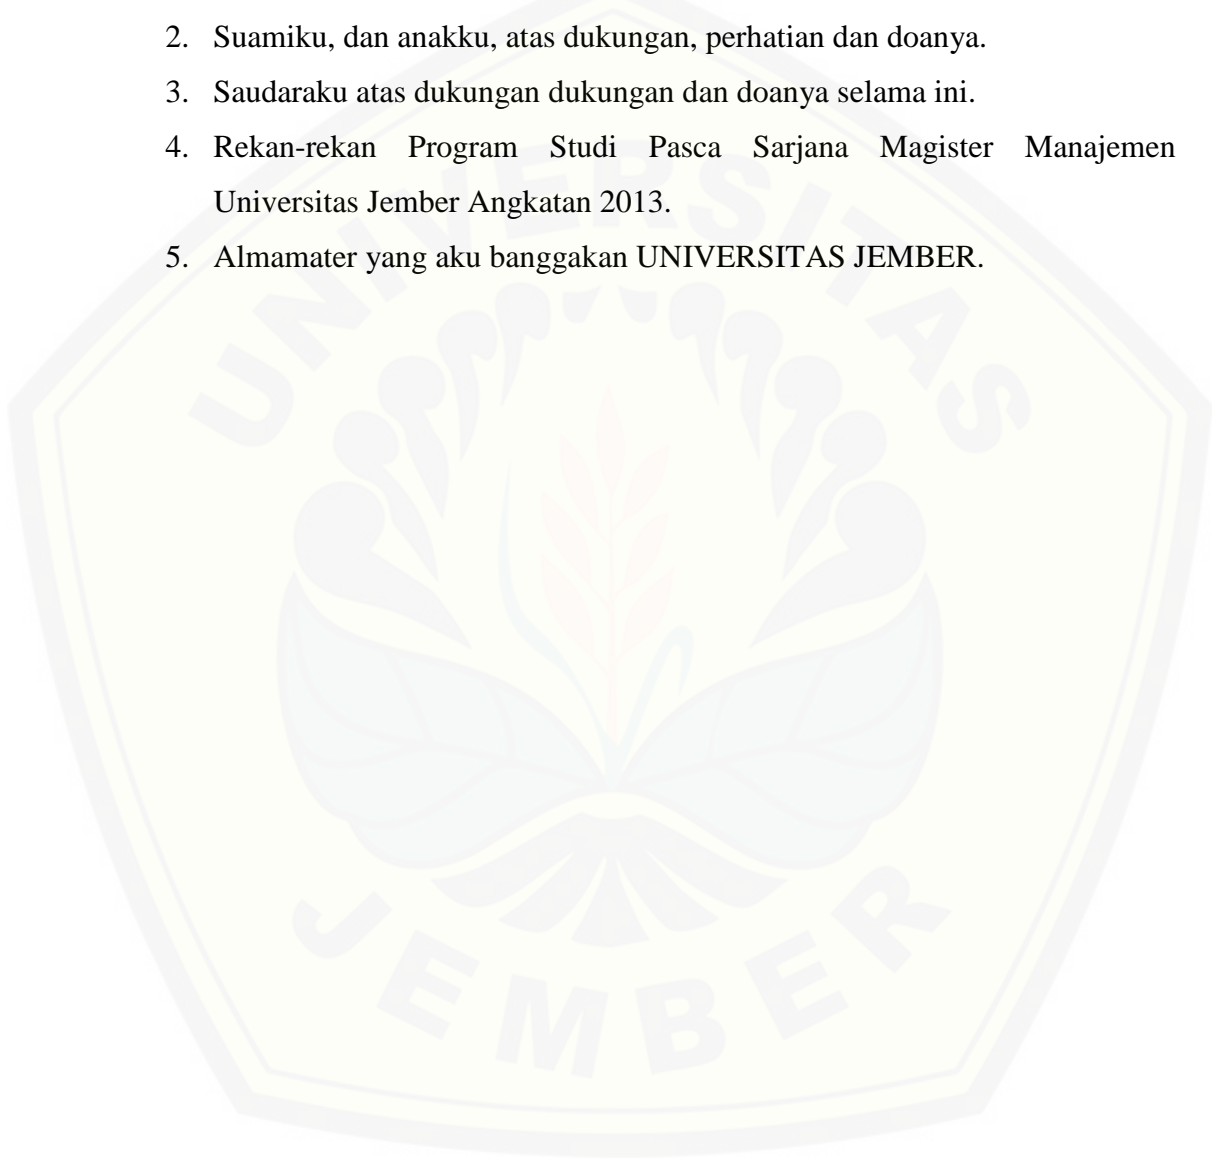 2. Suamiku, dan anakku, atas dukungan, perhatian dan doanya.
3. Saudaraku atas dukungan dukungan dan doanya selama ini.
4. Rekan-rekan Program Studi Pasca Sarjana Magister Manajemen
Universitas Jember Angkatan 2013.
5. Almamater yang aku banggakan UNIVERSITAS JEMBER.
UNIVERSITAS
JEMBER